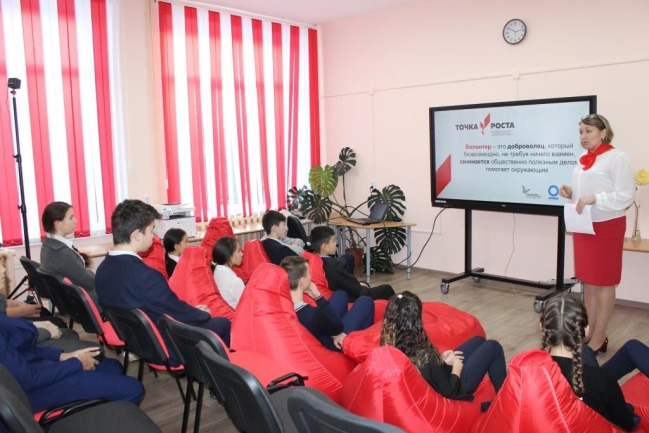 ТОЧКА РОСТА
Волонтер – это доброволец, который
безвозмездно, не требуя ничего взамен,
занимается общественно полезным делом
помогает окружающим